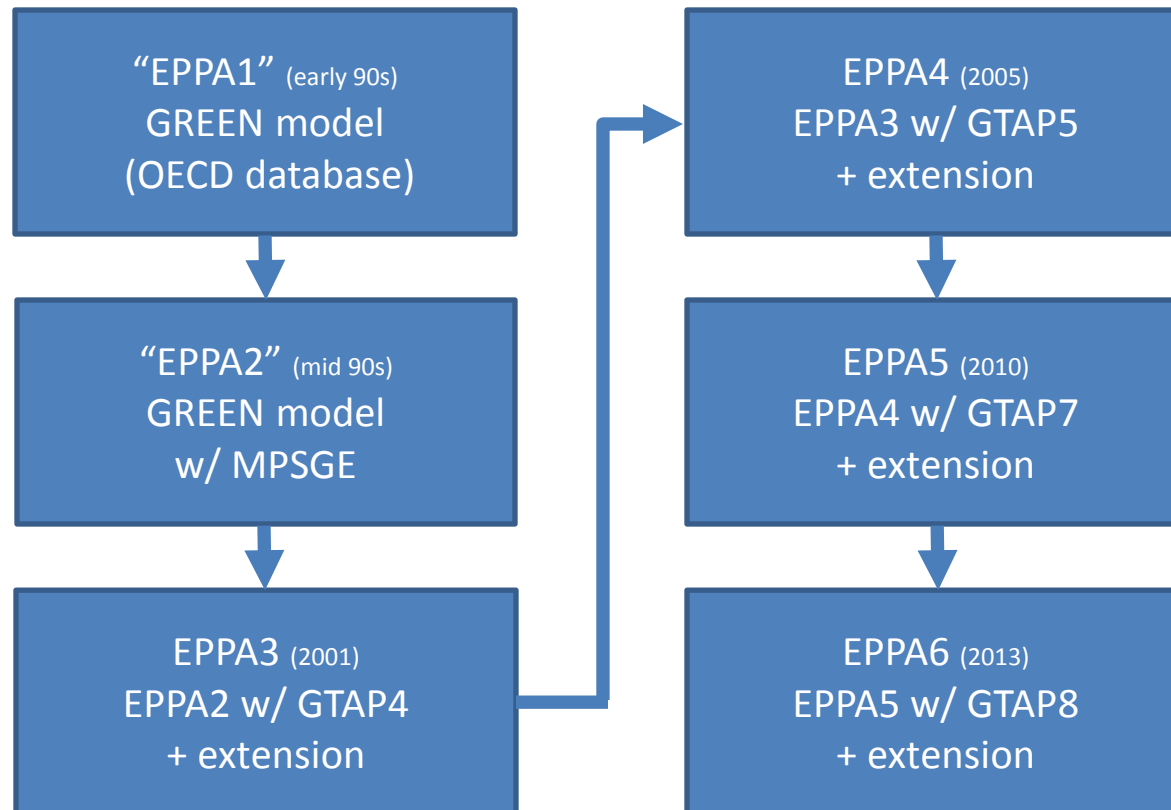 “EPPA1” (early 90s)
GREEN model
(OECD database)
“EPPA2” (mid 90s)
GREEN model
w/ MPSGE
EPPA3 (2001)
EPPA2 w/ GTAP4
+ extension
EPPA4 (2005)
EPPA3 w/ GTAP5
+ extension
EPPA5 (2010)
EPPA4 w/ GTAP7
+ extension
EPPA6 (2013)
EPPA5 w/ GTAP8
+ extension